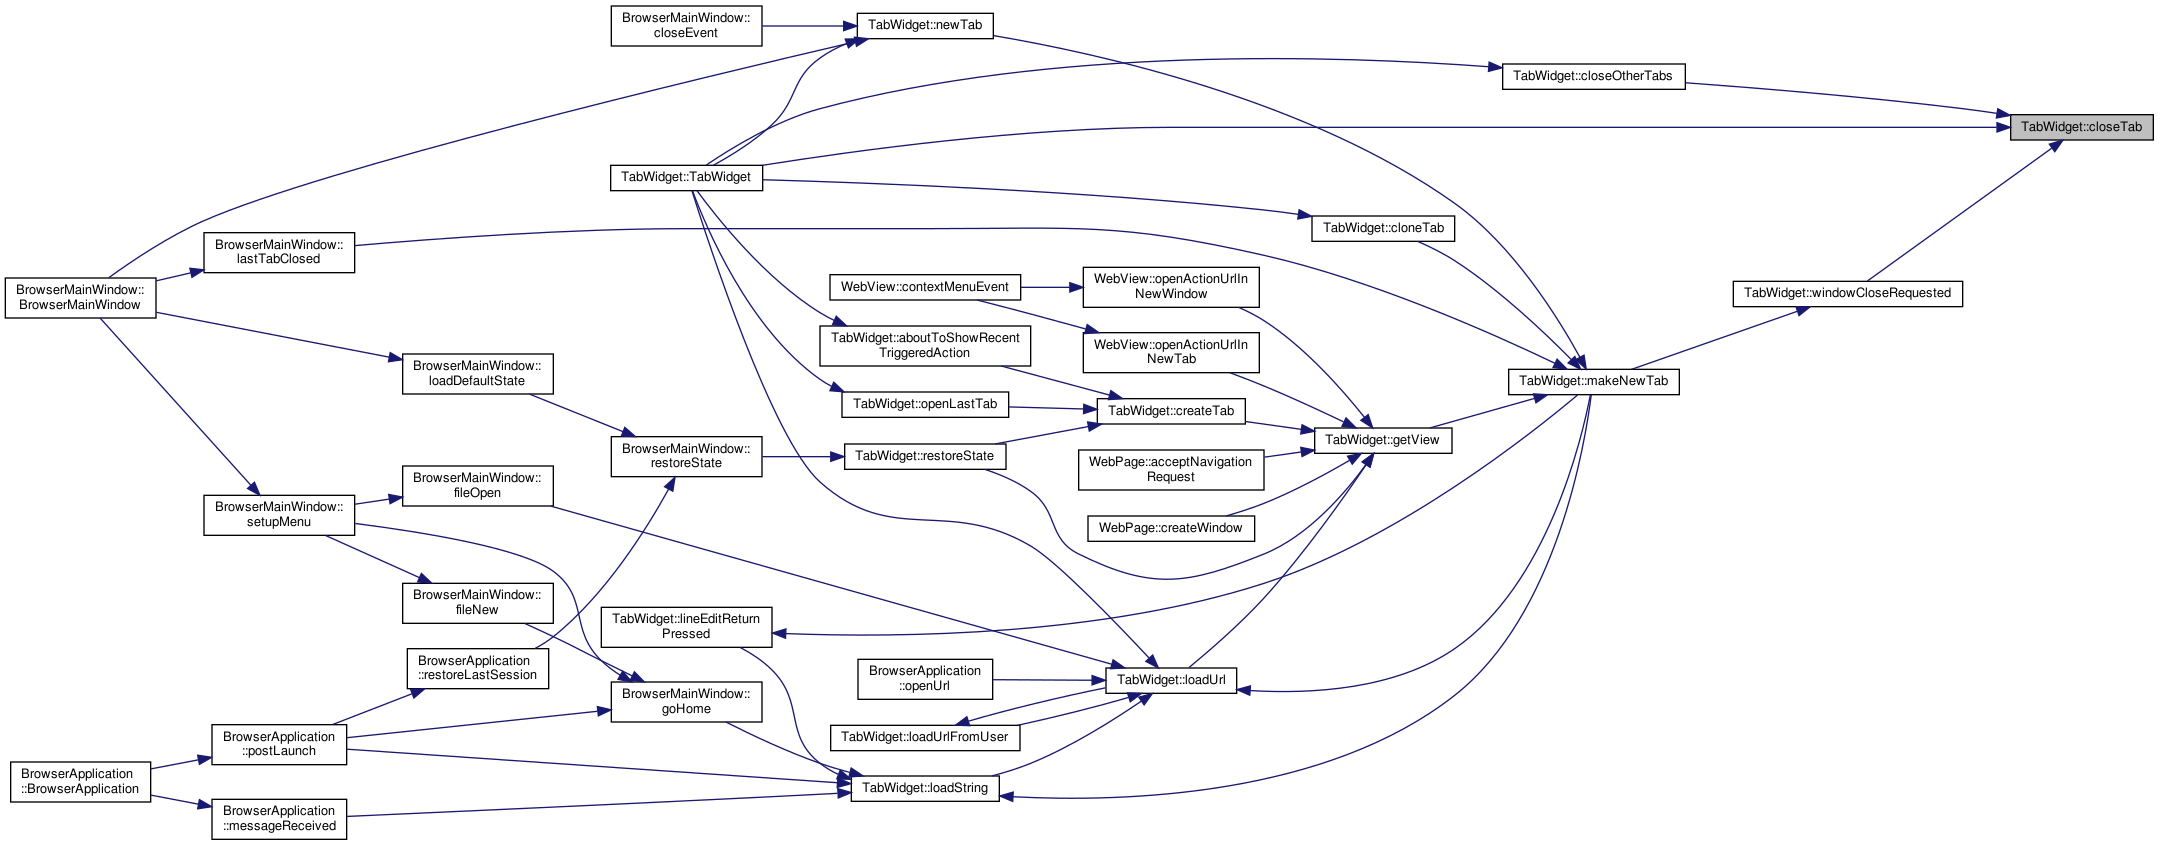 BrowserMainWindow::
closeEvent
TabWidget::newTab
TabWidget::closeOtherTabs
TabWidget::closeTab
TabWidget::TabWidget
TabWidget::cloneTab
BrowserMainWindow::
lastTabClosed
BrowserMainWindow::
BrowserMainWindow
WebView::contextMenuEvent
WebView::openActionUrlIn
NewWindow
TabWidget::windowCloseRequested
TabWidget::aboutToShowRecent
TriggeredAction
WebView::openActionUrlIn
NewTab
BrowserMainWindow::
loadDefaultState
TabWidget::makeNewTab
TabWidget::openLastTab
TabWidget::createTab
TabWidget::getView
BrowserMainWindow::
restoreState
TabWidget::restoreState
WebPage::acceptNavigation
Request
BrowserMainWindow::
fileOpen
BrowserMainWindow::
setupMenu
WebPage::createWindow
BrowserMainWindow::
fileNew
TabWidget::lineEditReturn
Pressed
BrowserApplication
::restoreLastSession
BrowserApplication
::openUrl
TabWidget::loadUrl
BrowserMainWindow::
goHome
BrowserApplication
::postLaunch
TabWidget::loadUrlFromUser
BrowserApplication
::BrowserApplication
TabWidget::loadString
BrowserApplication
::messageReceived